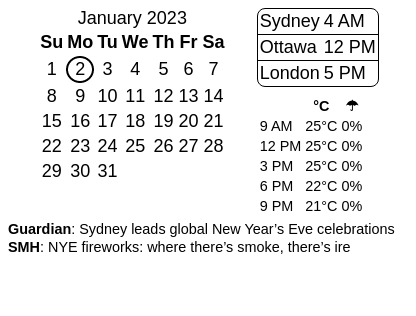 January 2023
Su Mo Tu We Th Fr Sa
1 2 3 4 5 6 7
8 9 10 11 12 13 14
15 16 17 18 19 20 21
22 23 24 25 26 27 28
29 30 31
Sydney 4 AM
Ottawa 12 PM
London 5 PM
°C ☂
9 AM 25°C 0%
12 PM 25°C 0%
3 PM 25°C 0%
6 PM 22°C 0%
9 PM 21°C 0%
Guardian: Sydney leads global New Year’s Eve celebrations
SMH: NYE fireworks: where there’s smoke, there’s ire